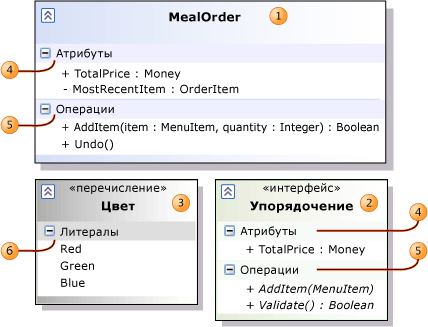 MealOrder
1
Атрибуты
4
+ TotalPrice : Money
- MostRecentItem : OrderItem
Операции
5
+ AddItem(item : MenuItem, quantity : Integer) : Boolean
+ Undo()
«перечисление»
Цвет
3
Литералы
6
Red
Green
Blue
«интерфейс»
Упорядочение
2
Атрибуты
4
+ TotalPrice : Money
Операции
5
+ AddItem(MenuItem)
+ Validate() : Boolean